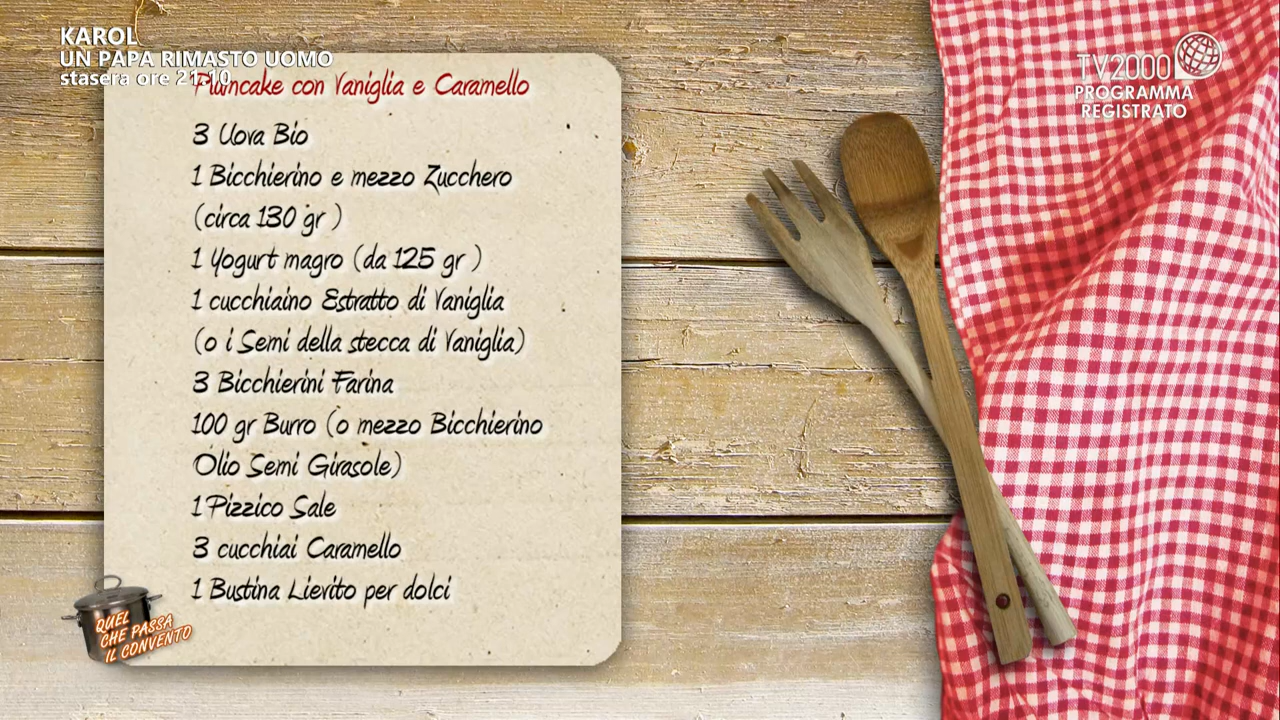 KAROL
UN PAPA RIMASTO UOMO
stasera ore 21.10
Plumcake con Vaniglia e Caramello
3 Uova Bio
1 Bicchierino e mezzo Zucchero
(circa 130 gr )
1 Yogurt magro (da 125 gr )
1 cucchiaino Estratto di Vaniglia
(o i Semi della stecca di Vaniglia)
3 Bicchierini Farina
100 gr Burro (o mezzo Bicchierino
Olio Semi Girasole)
1 Pizzico Sale
3 cucchiai Caramello
1 Bustina Lievito per dolci
QUEL
CHE PASSA
IL CONVENTO
TV2000
PROGRAMMA
REGISTRATO